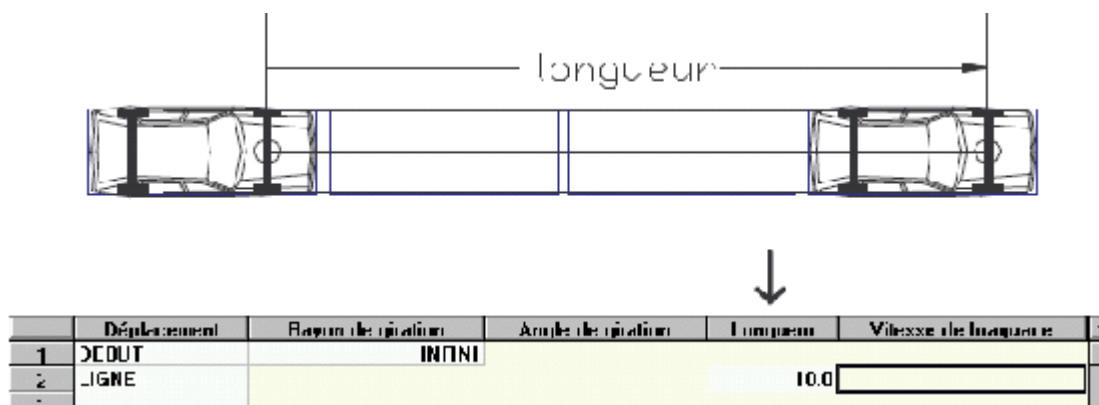 longueur
Déplacement Rayon de giration Angle de giration Longueur Vitesse de braquage
1 DEBUT INFINI
2 LIGNE 10.0